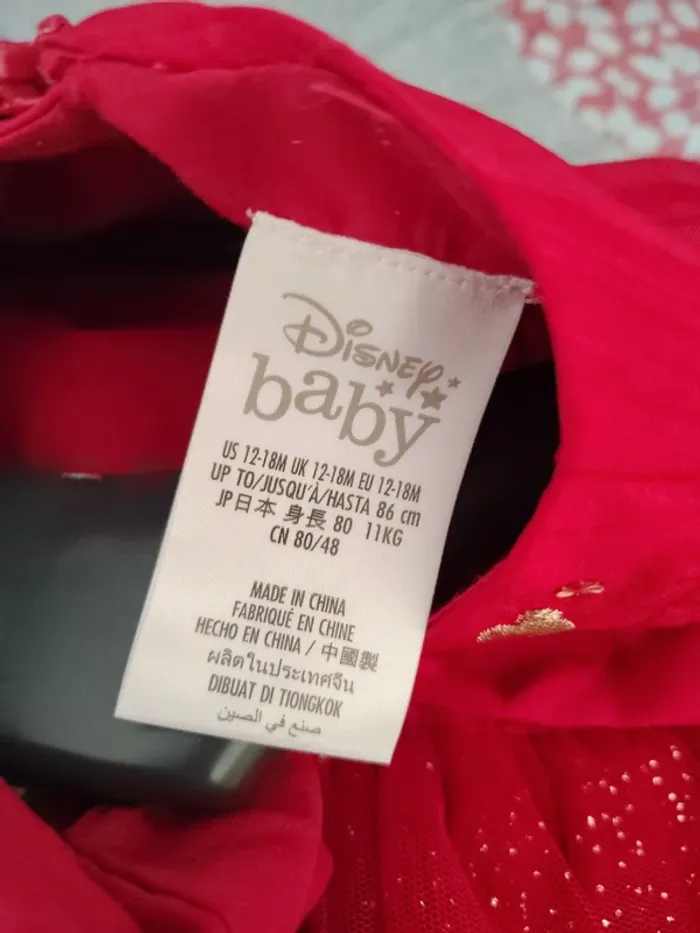 Disney
baby
US 12-18M UK 12-18M EU 12-18M
UP TO/JUSQU'À/HASTA 86 cm
JP日本 身長 80 11KG
CN 80/48
MADE IN CHINA
FABRIQUÉ EN CHINE
HECHO EN CHINA / 中國製
ผลิตในประเทศจีน
DIBUAT DI TIONGKOK
صنع في الصين